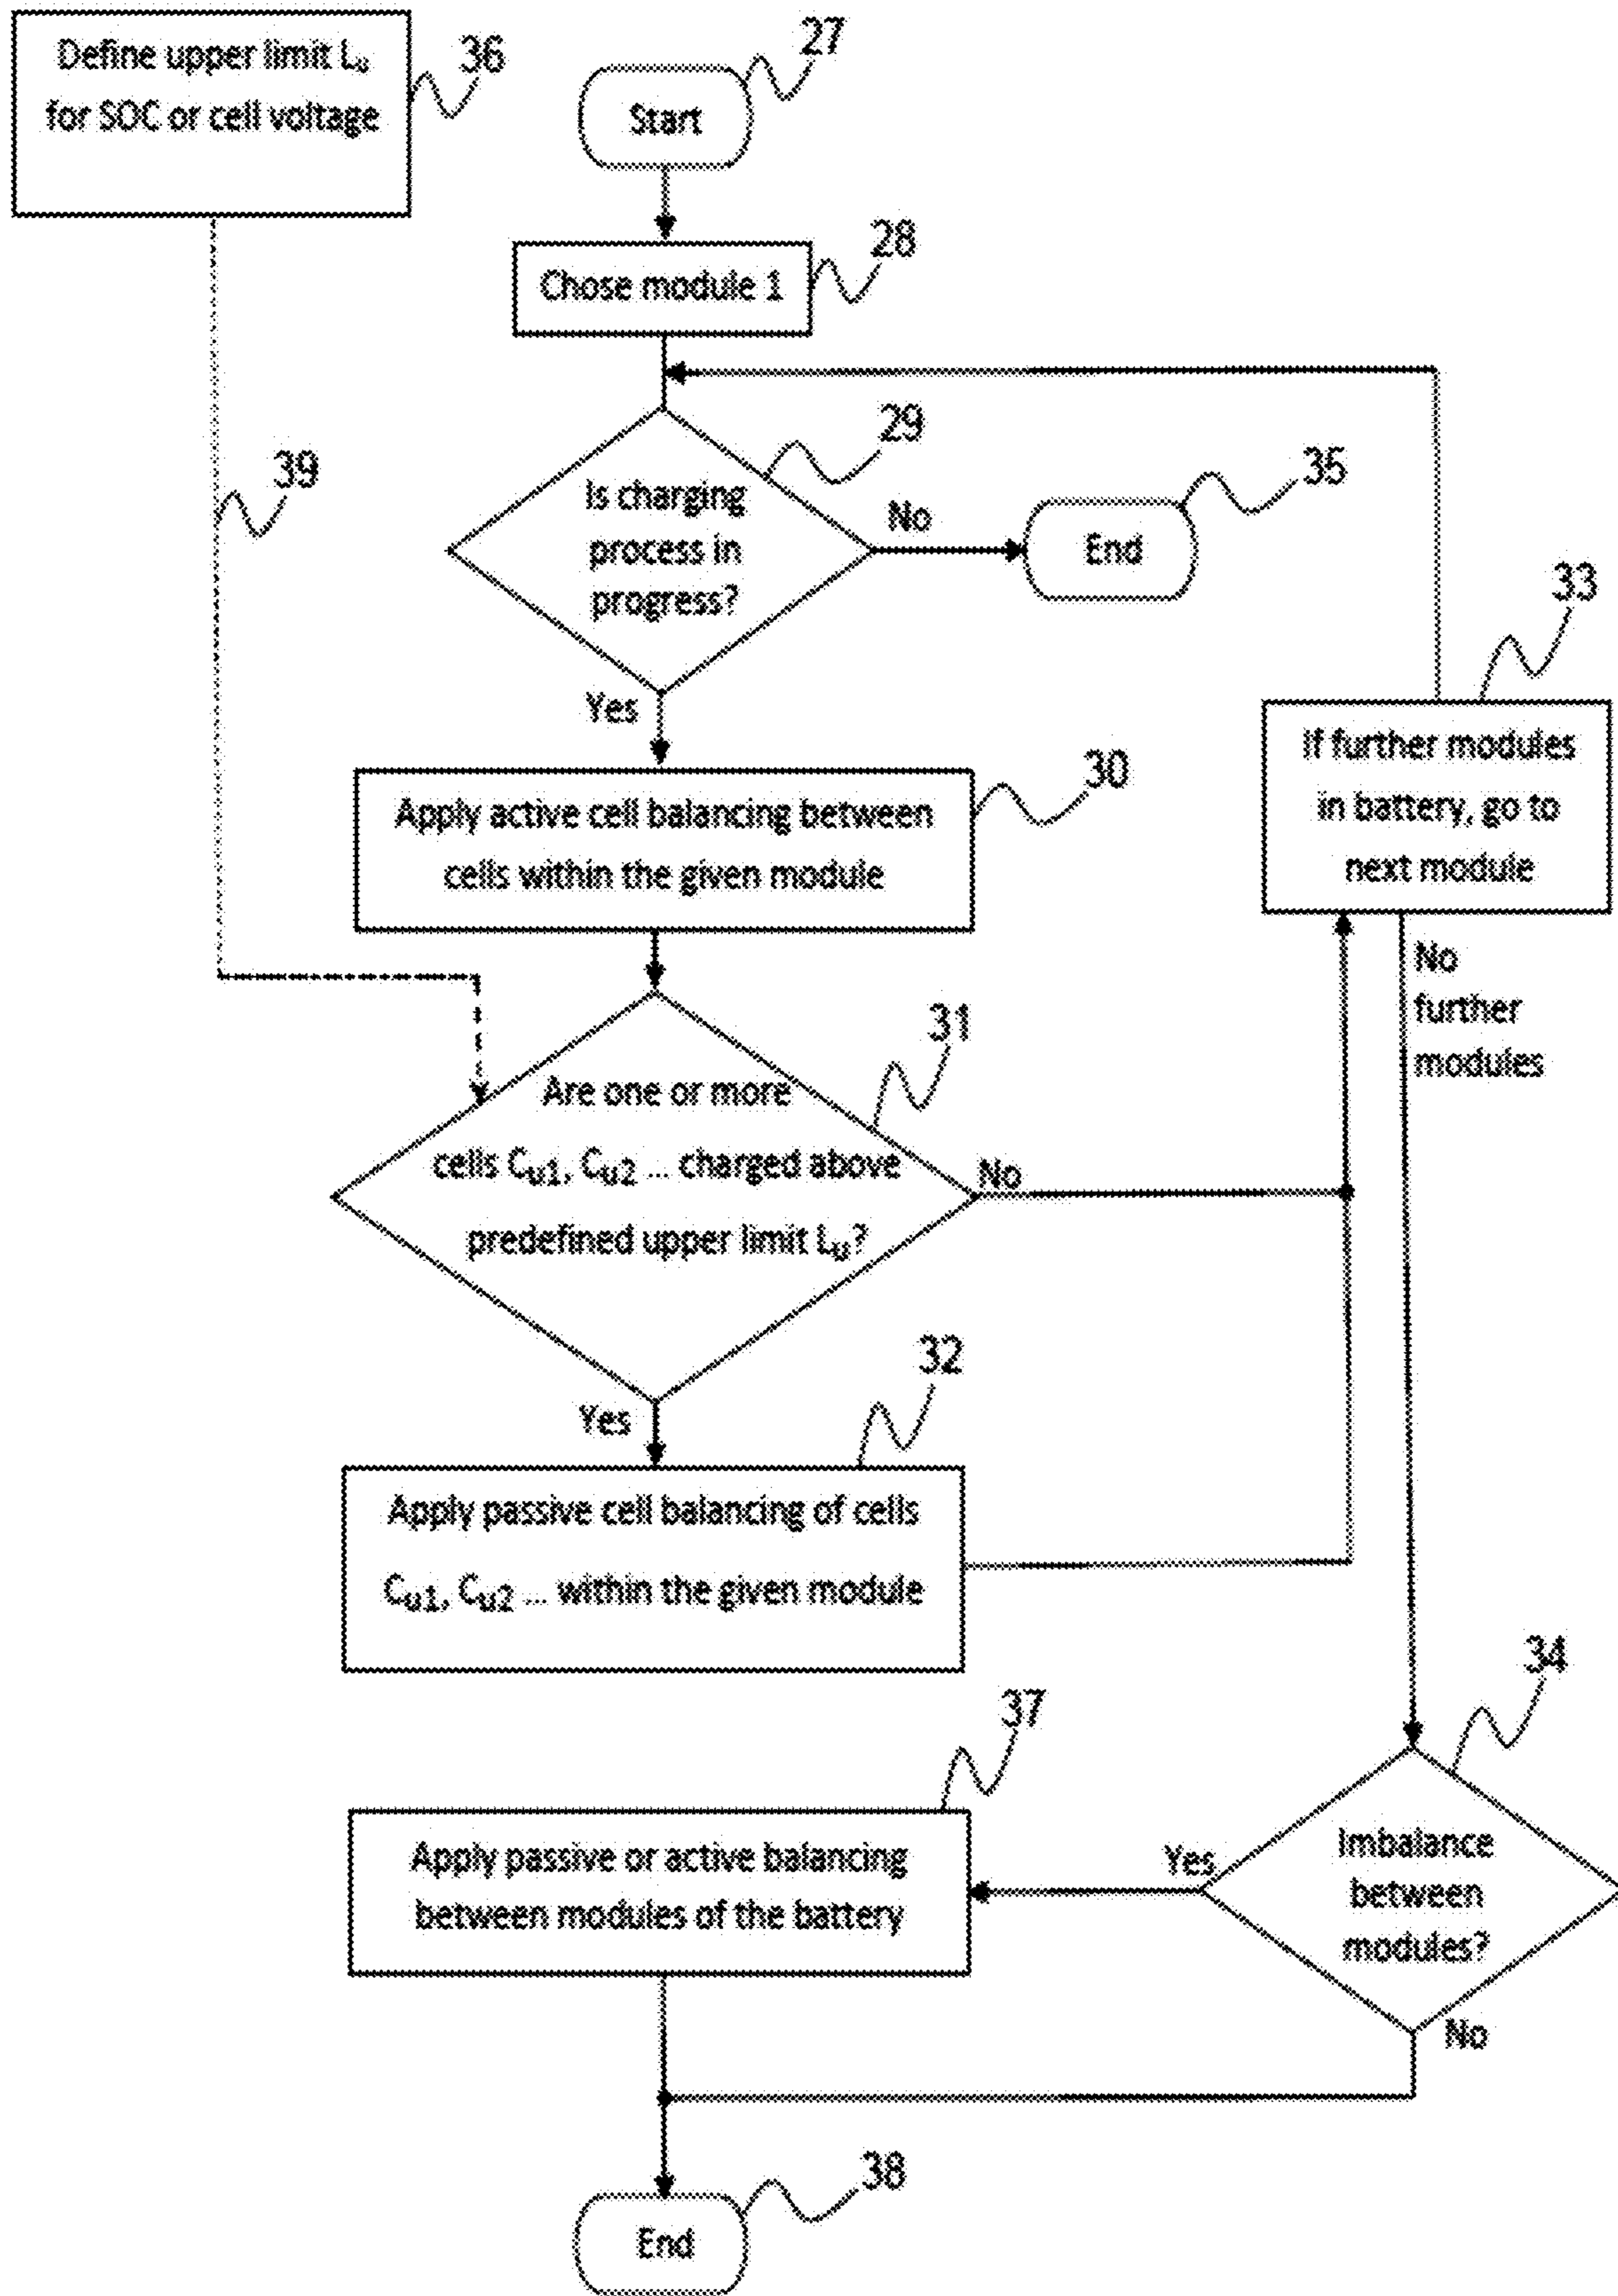 Define upper limit Lᵤ
for SOC or cell voltage
36
27
Start
28
Chose module 1
29
39
Is charging
process in
progress?
No
35
End
33
Yes
If further modules
in battery, go to
next module
30
Apply active cell balancing between
cells within the given module
No
further
modules
31
Are one or more
cells Cᵤ₁, Cᵤ₂ ... charged above
predefined upper limit Lᵤ?
No
32
Yes
Apply passive cell balancing of cells
Cᵤ₁, Cᵤ₂ ... within the given module
34
37
Imbalance
between
modules?
Yes
Apply passive or active balancing
between modules of the battery
No
38
End